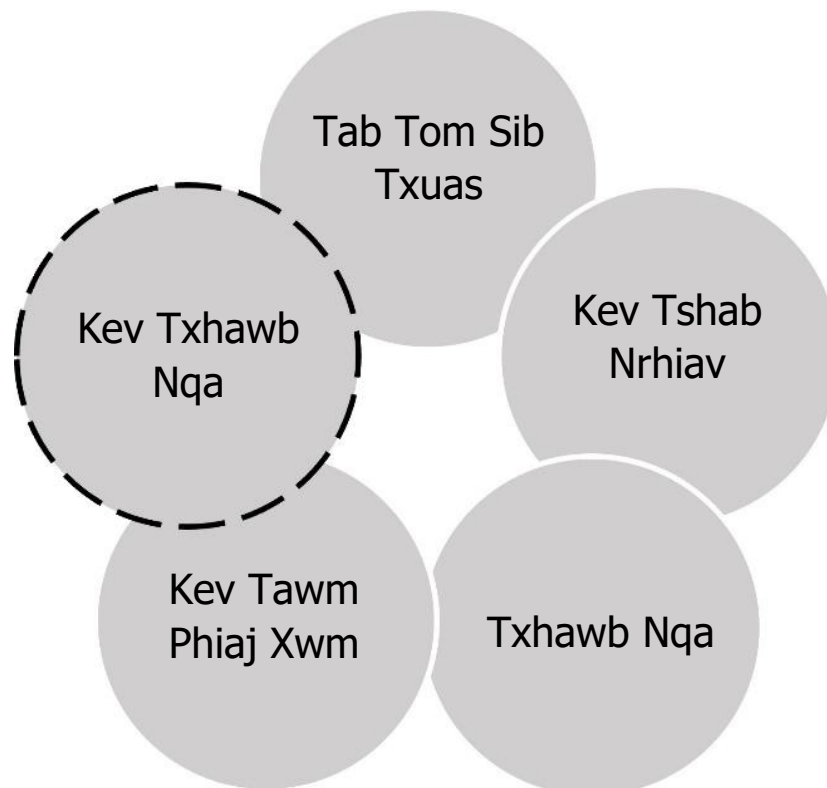 Tab Tom Sib
Txuas
Kev Tshab
Nrhiav
Txhawb Nqa
Kev Tawm
Phiaj Xwm
Kev Txhawb
Nqa